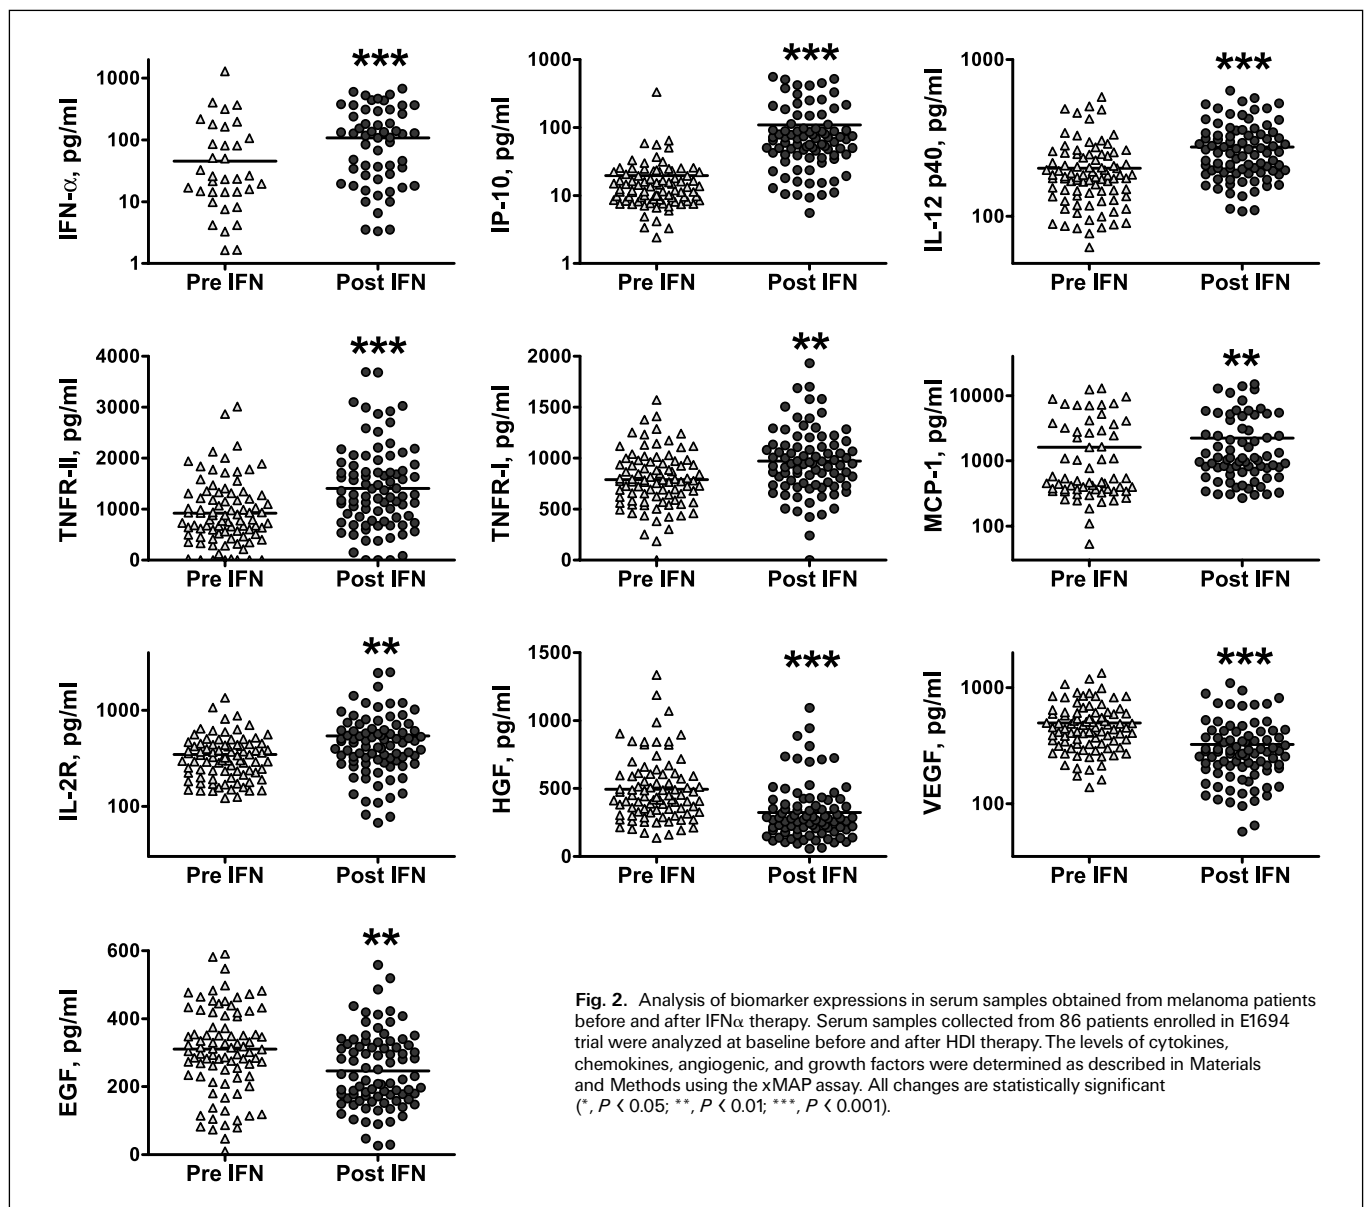 ***
1000
100
10
1
IFN-α, pg/ml
Pre IFN
Post IFN
***
1000
100
10
1
IP-10, pg/ml
Pre IFN
Post IFN
***
1000
100
IL-12 p40, pg/ml
Pre IFN
Post IFN
***
4000
3000
2000
1000
0
TNFR-II, pg/ml
Pre IFN
Post IFN
**
2000
1500
1000
500
0
TNFR-I, pg/ml
Pre IFN
Post IFN
**
10000
1000
100
MCP-1, pg/ml
Pre IFN
Post IFN
**
1000
100
IL-2R, pg/ml
Pre IFN
Post IFN
***
1500
1000
500
0
HGF, pg/ml
Pre IFN
Post IFN
***
1000
100
VEGF, pg/ml
Pre IFN
Post IFN
**
600
400
200
0
EGF, pg/ml
Pre IFN
Post IFN
Fig. 2. Analysis of biomarker expressions in serum samples obtained from melanoma patients
before and after IFNα therapy. Serum samples collected from 86 patients enrolled in E1694
trial were analyzed at baseline before and after HDI therapy. The levels of cytokines,
chemokines, angiogenic, and growth factors were determined as described in Materials
and Methods using the xMAP assay. All changes are statistically significant
(*, P < 0.05; **, P < 0.01; ***, P < 0.001).